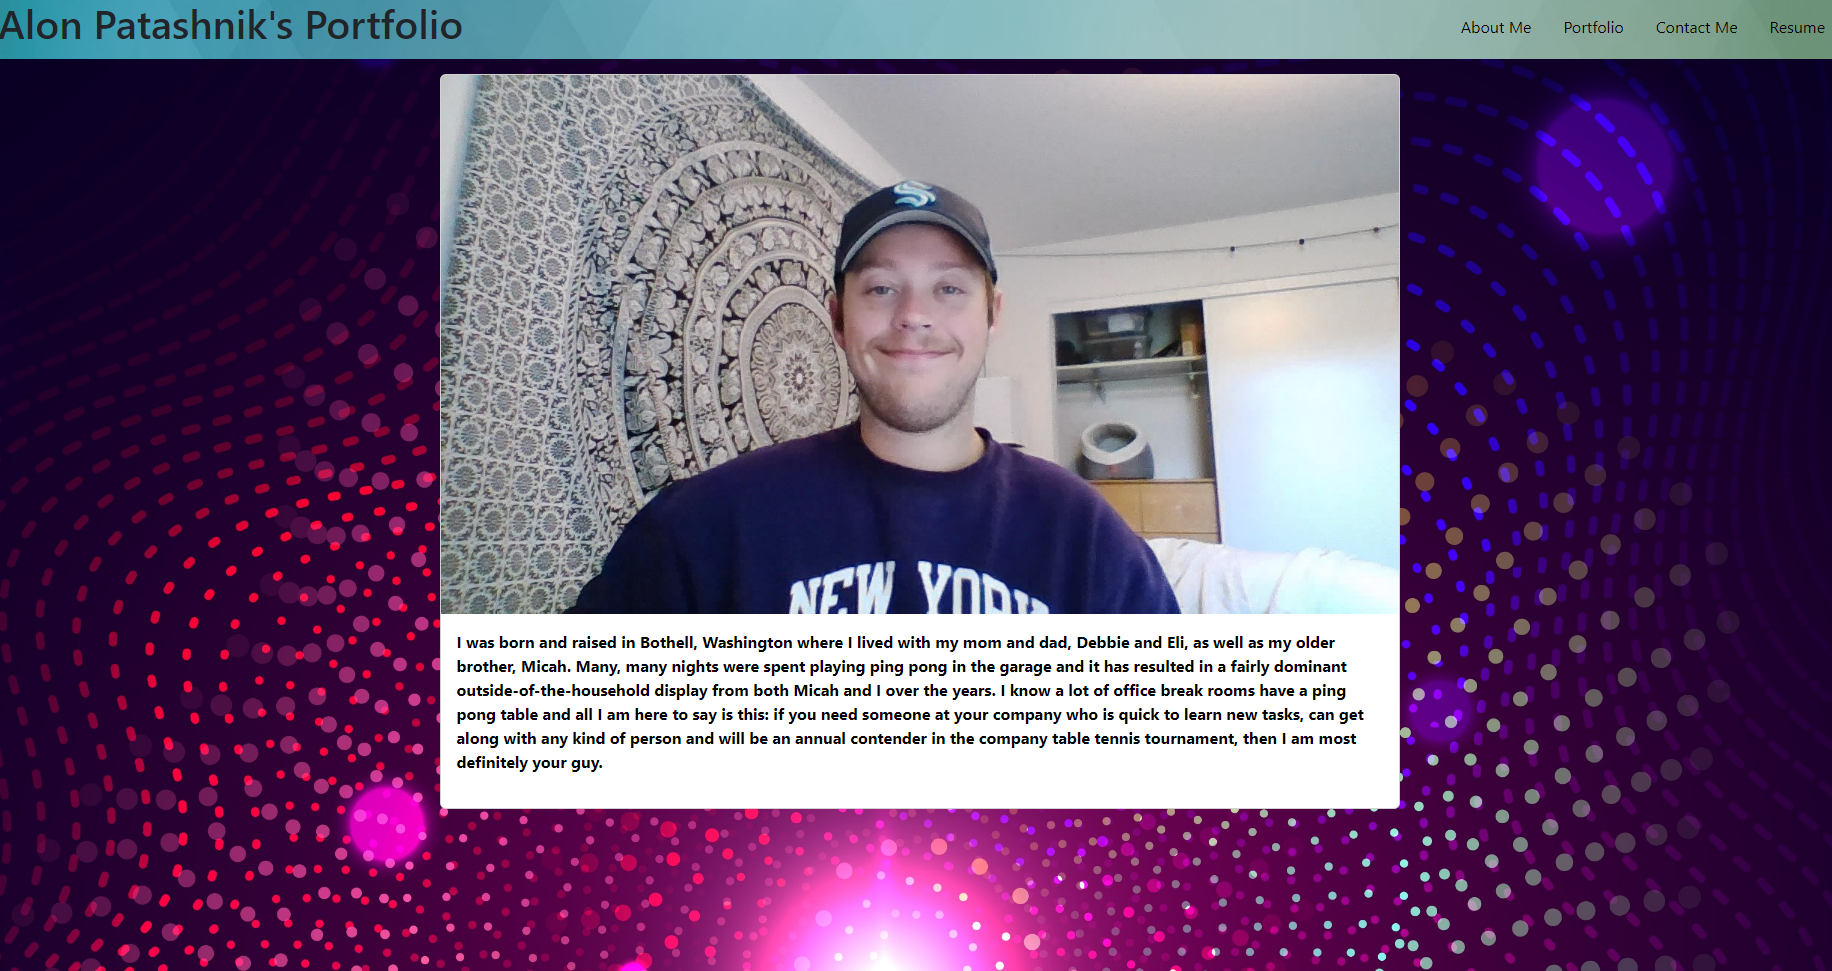 Alon Patashnik's Portfolio
About Me Portfolio Contact Me Resume
NEW YORK
I was born and raised in Bothell, Washington where I lived with my mom and dad, Debbie and Eli, as well as my older
brother, Micah. Many, many nights were spent playing ping pong in the garage and it has resulted in a fairly dominant
outside-of-the-household display from both Micah and I over the years. I know a lot of office break rooms have a ping
pong table and all I am here to say is this: if you need someone at your company who is quick to learn new tasks, can get
along with any kind of person and will be an annual contender in the company table tennis tournament, then I am most
definitely your guy.